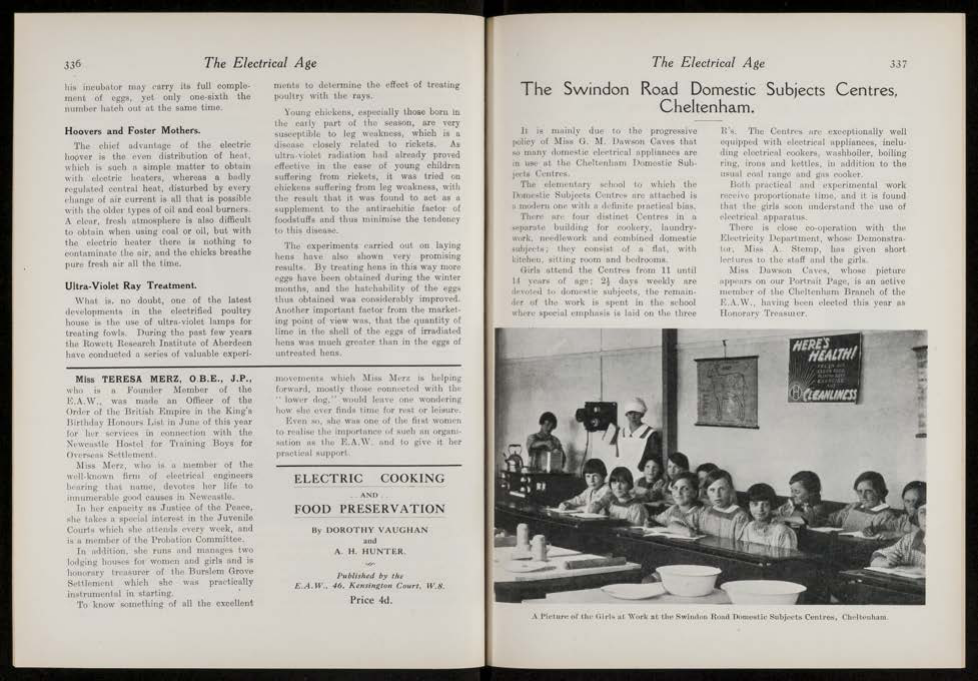 336
The Electrical Age
his incubator may carry its full comple-
ment of eggs, yet only one-sixth the
number hatch out at the same time.
Hoovers and Foster Mothers.
The chief advantage of the electric
hoover is the even distribution of heat,
which is such a simple matter to obtain
with electric heaters, whereas a badly
regulated central heat, disturbed by every
change of air current is all that is possible
with the older types of oil and coal burners.
A clear, fresh atmosphere is also difficult
to obtain when using coal or oil, but with
the electric heater there is nothing to
contaminate the air, and the chicks breathe
pure fresh air all the time.
Ultra-Violet Ray Treatment.
What is, no doubt, one of the latest
developments in the electrified poultry
house is the use of ultra-violet lamps for
treating fowls. During the past few years
the Rowett Research Institute of Aberdeen
have conducted a series of valuable experi-
ments to determine the effect of treating
poultry with the rays.
Young chickens, especially those born in
the early part of the season, are very
susceptible to leg weakness, which is a
disease closely related to rickets. As
ultra-violet radiation had already proved
effective in the case of young children
suffering from rickets, it was tried on
chickens suffering from leg weakness, with
the result that it was found to act as a
supplement to the antirachitic factor of
foodstuffs and thus minimise the tendency
to this disease.
The experiments carried out on laying
hens have also shown very promising
results. By treating hens in this way more
eggs have been obtained during the winter
months, and the hatchability of the eggs
thus obtained was considerably improved.
Another important factor from the market-
ing point of view was, that the quantity of
lime in the shell of the eggs of irradiated
hens was much greater than in the eggs of
untreated hens.
Miss TERESA MERZ, O.B.E., J.P.,
who is a Founder Member of the
E.A.W., was made an Officer of the
Order of the British Empire in the King's
Birthday Honours List in June of this year
for her services in connection with the
Newcastle Hostel for Training Boys for
Overseas Settlement.
Miss Merz, who is a member of the
well-known firm of electrical engineers
bearing that name, devotes her life to
innumerable good causes in Newcastle.
In her capacity as Justice of the Peace,
she takes a special interest in the Juvenile
Courts which she attends every week, and
is a member of the Probation Committee.
In addition, she runs and manages two
lodging houses for women and girls and is
honorary treasurer of the Burslem Grove
Settlement which she was practically
instrumental in starting.
To know something of all the excellent
movements which Miss Merz is helping
forward, mostly those connected with the
"lower dog," would leave one wondering
how she ever finds time for rest or leisure.
Even so, she was one of the first women
to realise the importance of such an organi-
sation as the E.A.W. and to give it her
practical support.
ELECTRIC COOKING
.. AND ..
FOOD PRESERVATION
By DOROTHY VAUGHAN
and
A. H. HUNTER.
Published by the
E.A.W., 46, Kensington Court, W.8.
Price 4d.
The Electrical Age
337
The Swindon Road Domestic Subjects Centres,
Cheltenham.
It is mainly due to the progressive
policy of Miss G. M. Dawson Caves that
so many domestic electrical appliances are
in use at the Cheltenham Domestic Sub-
jects Centres.
The elementary school to which the
Domestic Subjects Centres are attached is
a modern one with a definite practical bias.
There are four distinct Centres in a
separate building for cookery, laundry-
work, needlework and combined domestic
subjects; they consist of a flat, with
kitchen, sitting room and bedrooms.
Girls attend the Centres from 11 until
14 years of age; 2½ days weekly are
devoted to domestic subjects, the remain-
der of the work is spent in the school
where special emphasis is laid on the three
R's. The Centres are exceptionally well
equipped with electrical appliances, inclu-
ding electrical cookers, washboiler, boiling
ring, irons and kettles, in addition to the
usual coal range and gas cooker.
Both practical and experimental work
receive proportionate time, and it is found
that the girls soon understand the use of
electrical apparatus.
There is close co-operation with the
Electricity Department, whose Demonstra-
tor, Miss A. Stemp, has given short
lectures to the staff and the girls.
Miss Dawson Caves, whose picture
appears on our Portrait Page, is an active
member of the Cheltenham Branch of the
E.A.W., having been elected this year as
Honorary Treasurer.
HERE'S
HEALTH!
CLEANLINESS
A Picture of the Girls at Work at the Swindon Road Domestic Subjects Centres, Cheltenham.